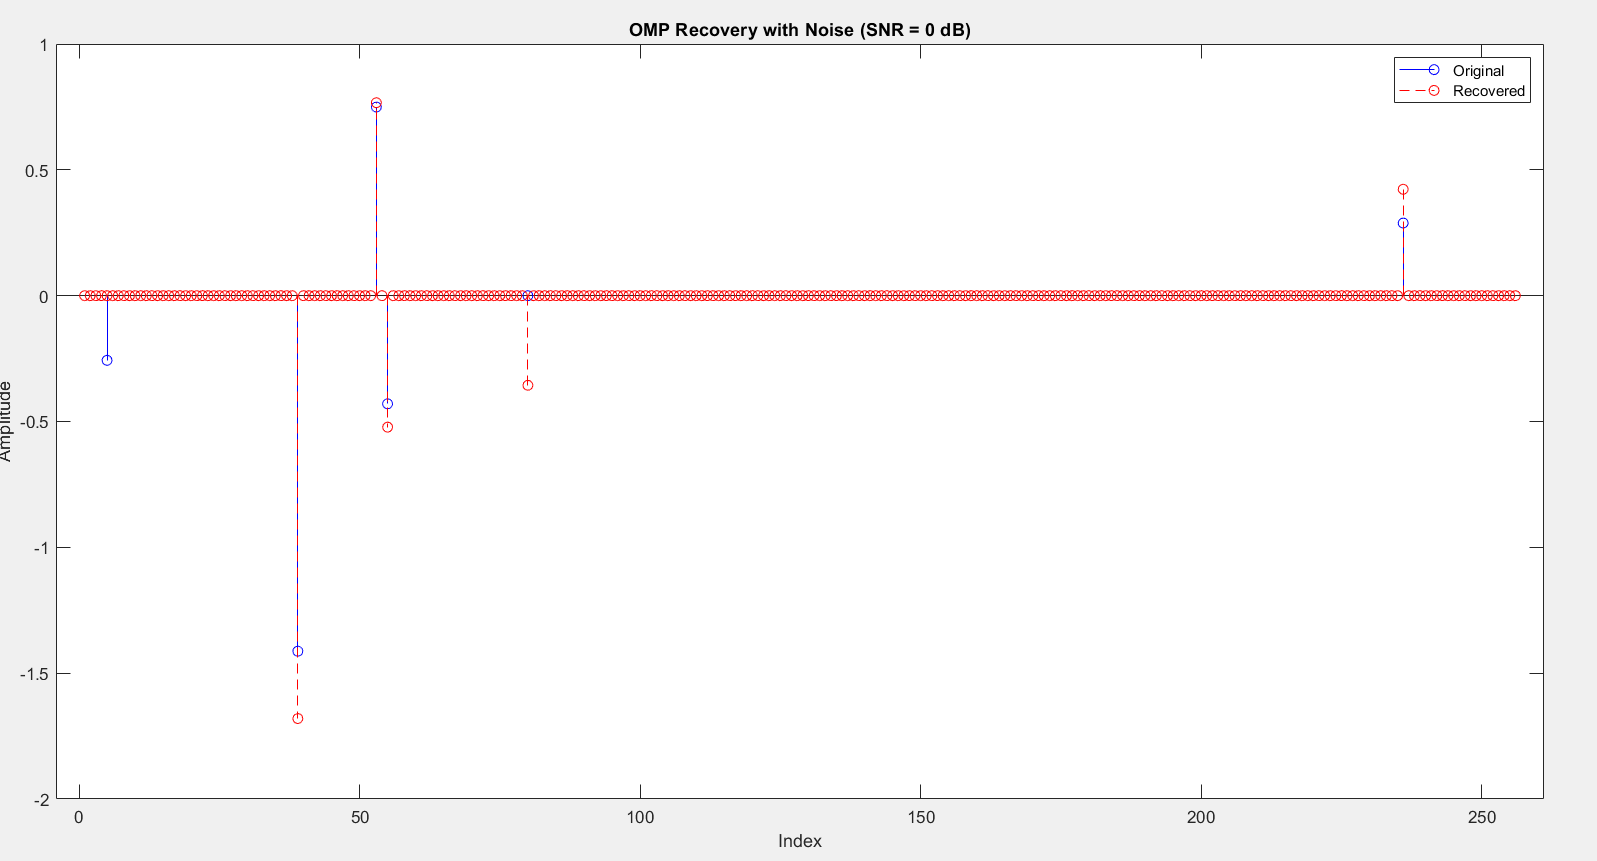 OMP Recovery with Noise (SNR = 0 dB)
1
Original
Recovered
0.5
0
Amplitude
-0.5
-1
-1.5
-2
0 50 100 150 200 250
Index